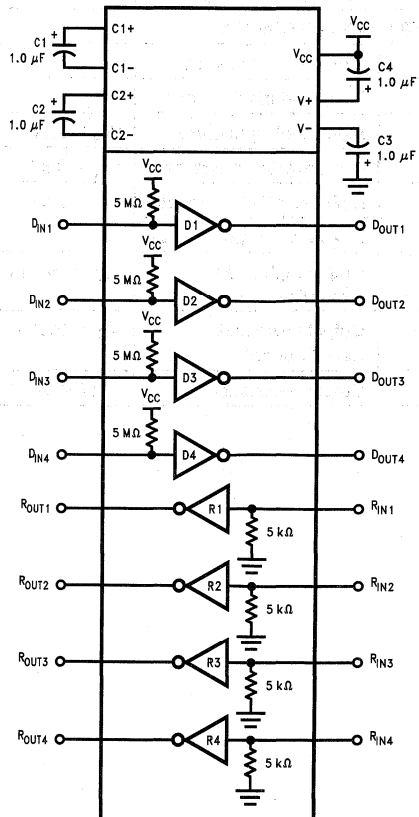 C1+
C1
+
1.0 µF
C1-
C2+
C2
+
1.0 µF
C2-
VCC
VCC
C4
1.0 µF
+
V+
V-
C3
1.0 µF
+
VCC
5 MΩ
DIN1
D1
DOUT1
VCC
5 MΩ
DIN2
D2
DOUT2
VCC
5 MΩ
DIN3
D3
DOUT3
VCC
5 MΩ
DIN4
D4
DOUT4
ROUT1
R1
RIN1
5 kΩ
ROUT2
R2
RIN2
5 kΩ
ROUT3
R3
RIN3
5 kΩ
ROUT4
R4
RIN4
5 kΩ